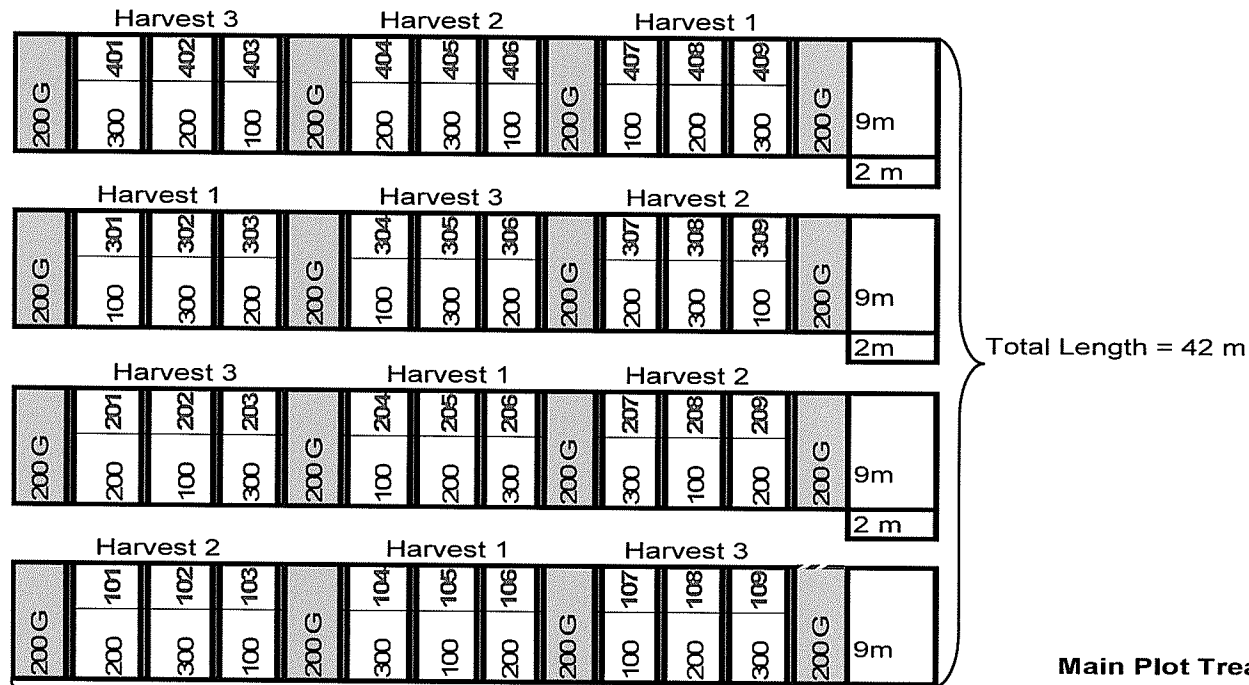 Harvest 3 Harvest 2 Harvest 1
401 402 403 404 405 406 407 408 409
200 G 300 200 100 200 G 200 300 100 200 G 100 200 300 200 G 9m
2 m
Harvest 1 Harvest 3 Harvest 2
301 302 303 304 305 306 307 308 309
200 G 100 300 200 200 G 100 300 200 200 G 200 300 100 200 G 9m
2m
Total Length = 42 m
Harvest 3 Harvest 1 Harvest 2
201 202 203 204 205 206 207 208 209
200 G 200 100 300 200 G 100 200 300 200 G 300 100 200 200 G 9m
2 m
Harvest 2 Harvest 1 Harvest 3
101 102 103 104 105 106 107 108 109
200 G 200 300 100 200 G 300 100 200 200 G 100 200 300 200 G 9m
Main Plot Trea